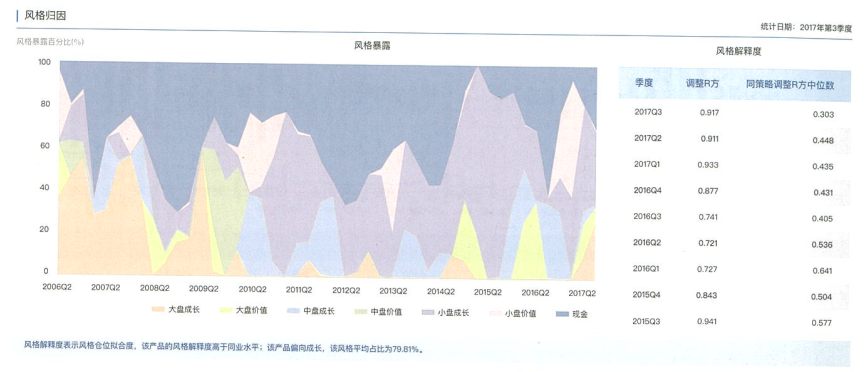 风格归因
统计日期：2017年第3季度
风格暴露百分比(%)
风格暴露
风格解释度
100
80
60
40
20
0
2006Q2 2007Q2 2008Q2 2009Q2 2010Q2 2011Q2 2012Q2 2013Q2 2014Q2 2015Q2 2016Q2 2017Q2
大盘成长 大盘价值 中盘成长 中盘价值 小盘成长 小盘价值 现金
季度 调整R方 同策略调整R方中位数
2017Q3 0.917 0.303
2017Q2 0.911 0.448
2017Q1 0.933 0.435
2016Q4 0.877 0.431
2016Q3 0.741 0.405
2016Q2 0.721 0.536
2016Q1 0.727 0.641
2015Q4 0.843 0.504
2015Q3 0.941 0.577
风格解释度表示风格仓位拟合度，该产品的风格解释度高于同业水平；该产品偏向成长，该风格平均占比为79.81%。